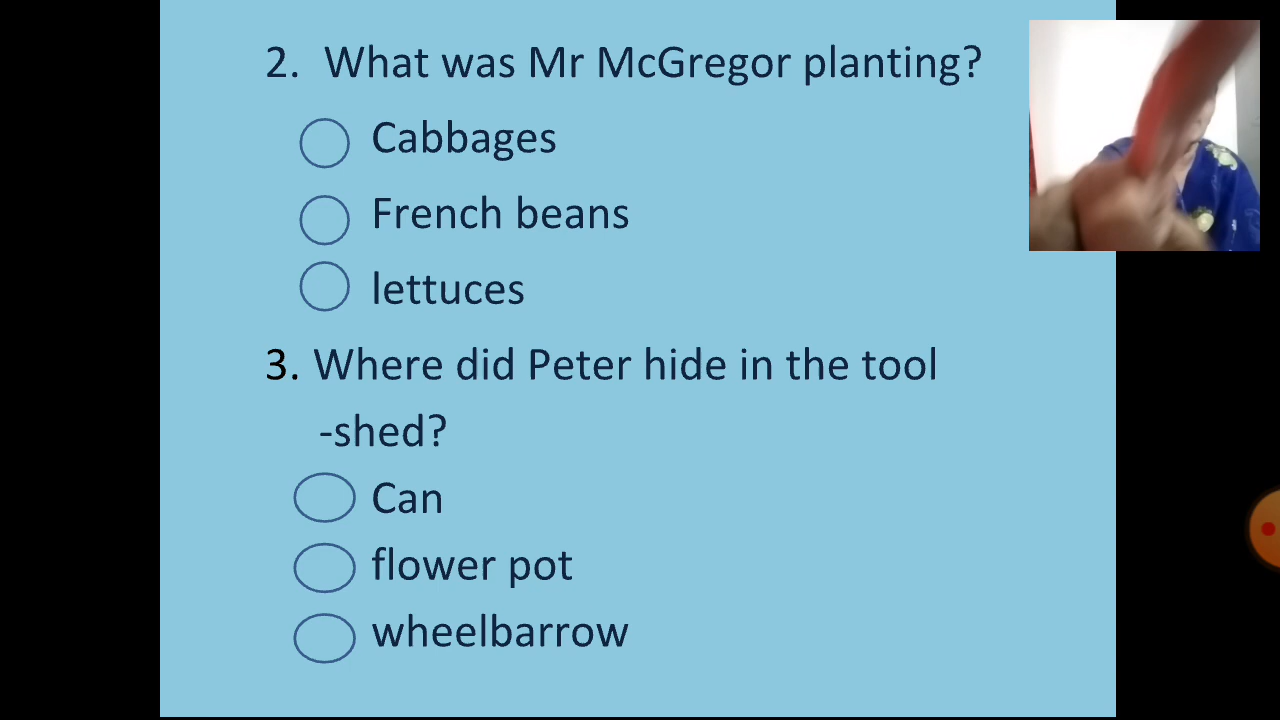 2. What was Mr McGregor planting?
Cabbages
French beans
lettuces
3. Where did Peter hide in the tool
-shed?
Can
flower pot
wheelbarrow